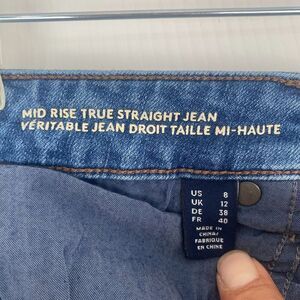 MID RISE TRUE STRAIGHT JEAN
VÉRITABLE JEAN DROIT TAILLE MI-HAUTE
US 8
UK 12
DE 38
FR 40
MADE IN
CHINA/
FABRIQUÉ
EN CHINE